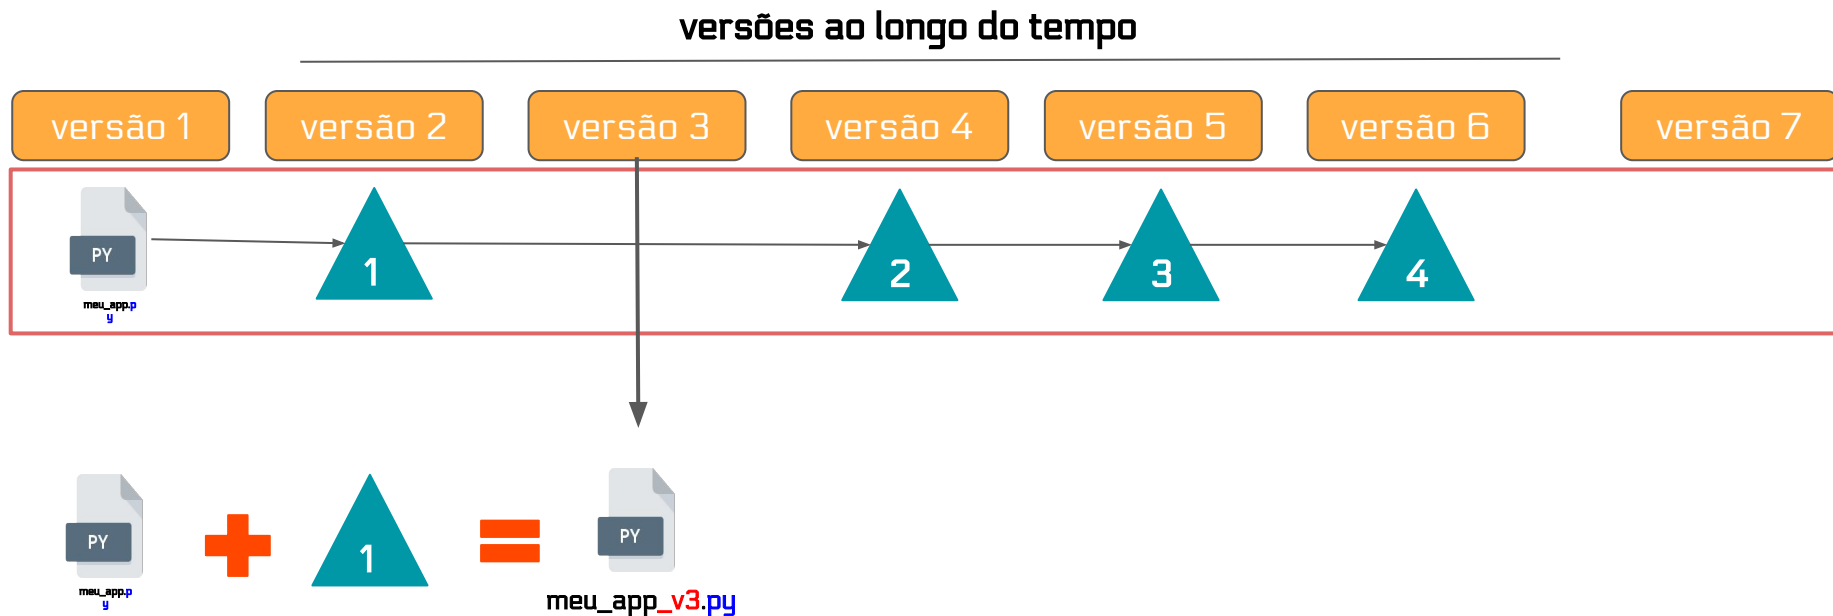 versões ao longo do tempo
versão 1 versão 2 versão 3 versão 4 versão 5 versão 6 versão 7
PY
meu_app.p
y
1 2 3 4
PY
meu_app.p
y
1
PY
meu_app_v3.py